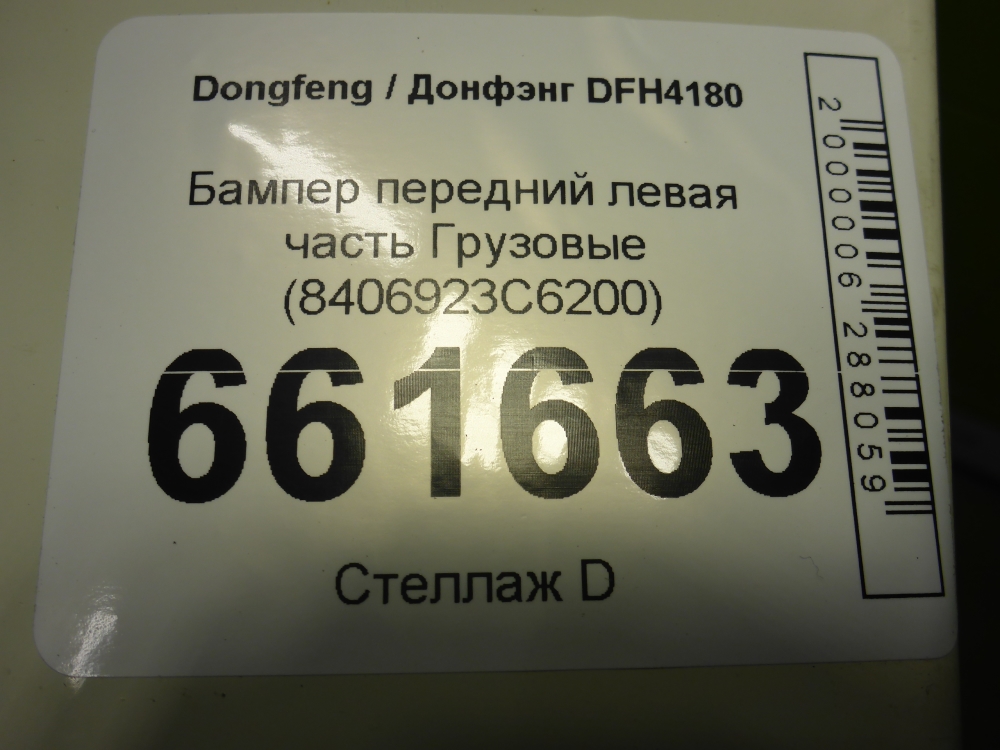 Dongfeng / Донфэнг DFH4180
Бампер передний левая
часть Грузовые
(8406923C6200)
661663
Стеллаж D
2000006288059